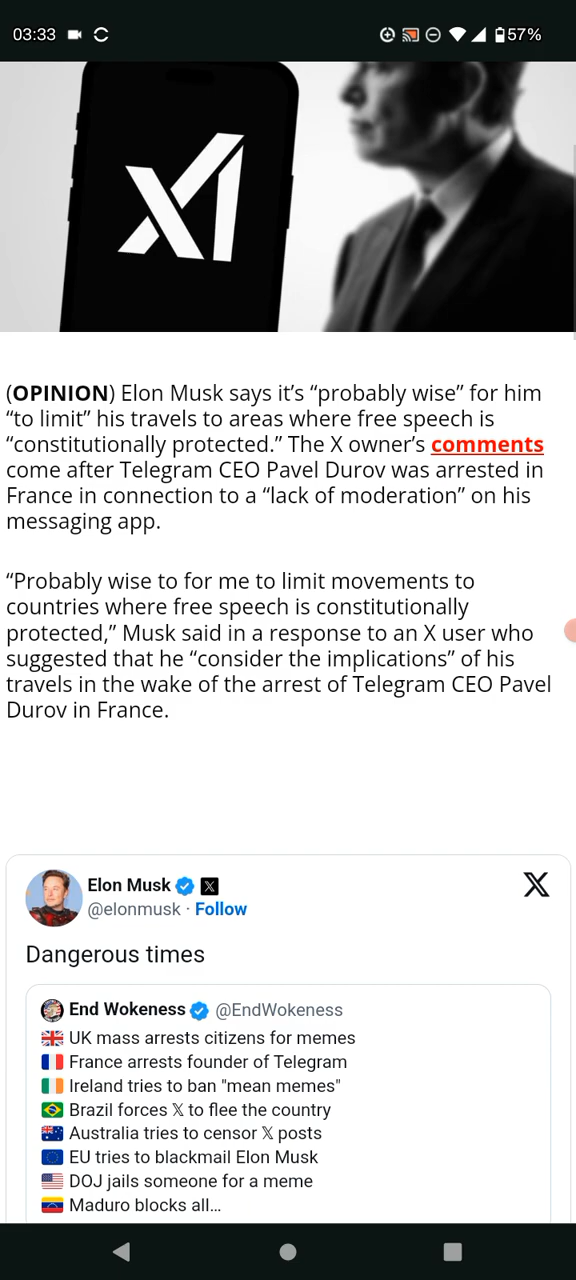 03:33
57%
(OPINION) Elon Musk says it’s “probably wise” for him
“to limit” his travels to areas where free speech is
“constitutionally protected.” The X owner’s comments
come after Telegram CEO Pavel Durov was arrested in
France in connection to a “lack of moderation” on his
messaging app.
“Probably wise to for me to limit movements to
countries where free speech is constitutionally
protected,” Musk said in a response to an X user who
suggested that he “consider the implications” of his
travels in the wake of the arrest of Telegram CEO Pavel
Durov in France.
Elon Musk
@elonmusk · Follow
Dangerous times
End Wokeness @EndWokeness
🇬🇧 UK mass arrests citizens for memes
🇫🇷 France arrests founder of Telegram
🇮🇪 Ireland tries to ban "mean memes"
🇧🇷 Brazil forces 𝕏 to flee the country
🇦🇺 Australia tries to censor 𝕏 posts
🇪🇺 EU tries to blackmail Elon Musk
🇺🇸 DOJ jails someone for a meme
🇻🇪 Maduro blocks all…